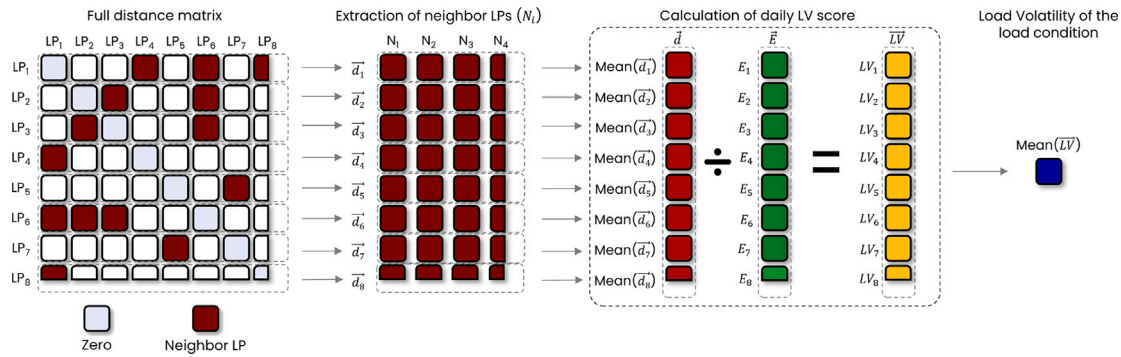 Full distance matrix
Extraction of neighbor LPs (Nᵢ)
Calculation of daily LV score
Load Volatility of the
load condition
LP₁ LP₂ LP₃ LP₄ LP₅ LP₆ LP₇ LP₈
N₁ N₂ N₃ N₄
d⃗ E⃗ L⃗V⃗
LP₁ d⃗₁ Mean(d⃗₁) E₁ LV₁
LP₂ d⃗₂ Mean(d⃗₂) E₂ LV₂
LP₃ d⃗₃ Mean(d⃗₃) E₃ LV₃
LP₄ d⃗₄ Mean(d⃗₄) ÷ E₄ = LV₄
Mean(L⃗V⃗)
LP₅ d⃗₅ Mean(d⃗₅) E₅ LV₅
LP₆ d⃗₆ Mean(d⃗₆) E₆ LV₆
LP₇ d⃗₇ Mean(d⃗₇) E₇ LV₇
LP₈ d⃗₈ Mean(d⃗₈) E₈ LV₈
Zero
Neighbor LP